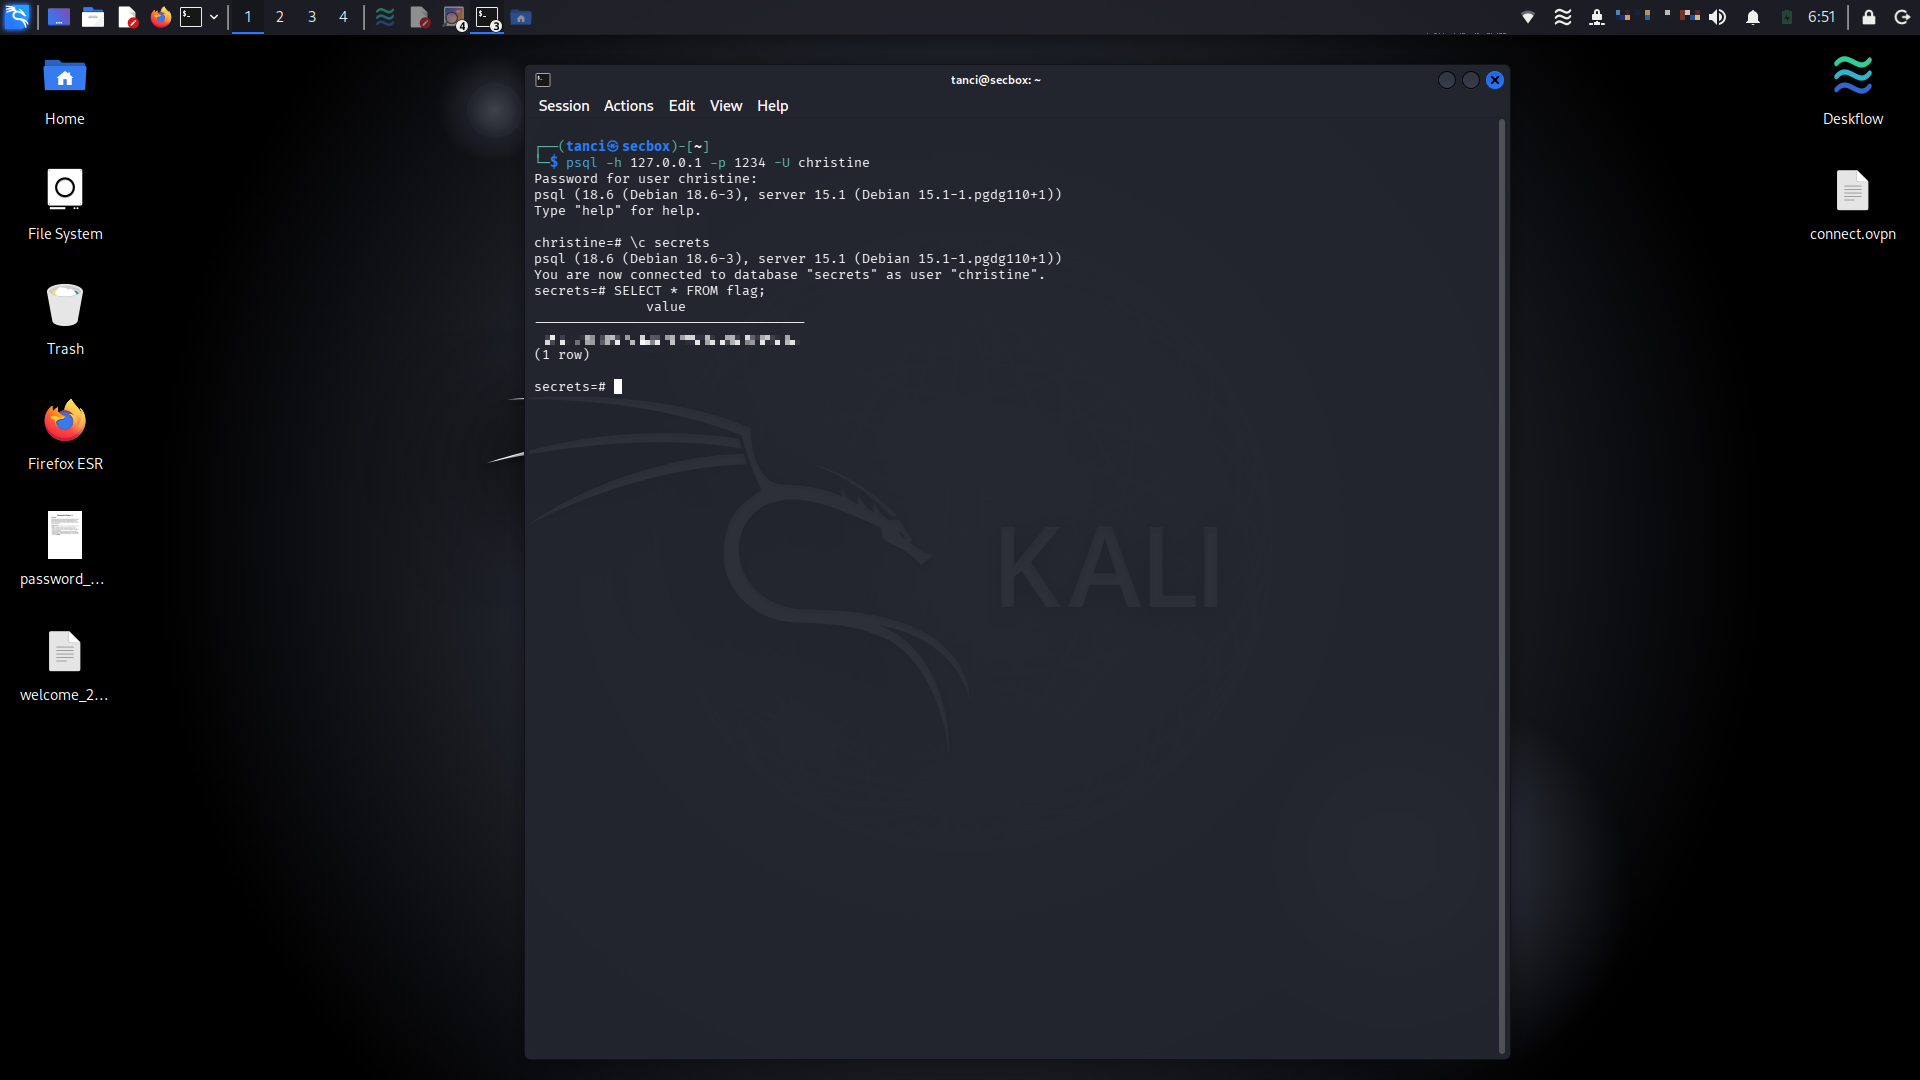 1 2 3 4
4
3
6:51
Home
File System
Trash
Firefox ESR
password_...
welcome_2...
tanci@secbox: ~
Session Actions Edit View Help
┌──(tanci㉿secbox)-[~]
└─$ psql -h 127.0.0.1 -p 1234 -U christine
Password for user christine:
psql (18.6 (Debian 18.6-3), server 15.1 (Debian 15.1-1.pgdg110+1))
Type "help" for help.
christine=# \c secrets
psql (18.6 (Debian 18.6-3), server 15.1 (Debian 15.1-1.pgdg110+1))
You are now connected to database "secrets" as user "christine".
secrets=# SELECT * FROM flag;
value
(1 row)
secrets=#
KALI
Deskflow
connect.ovpn